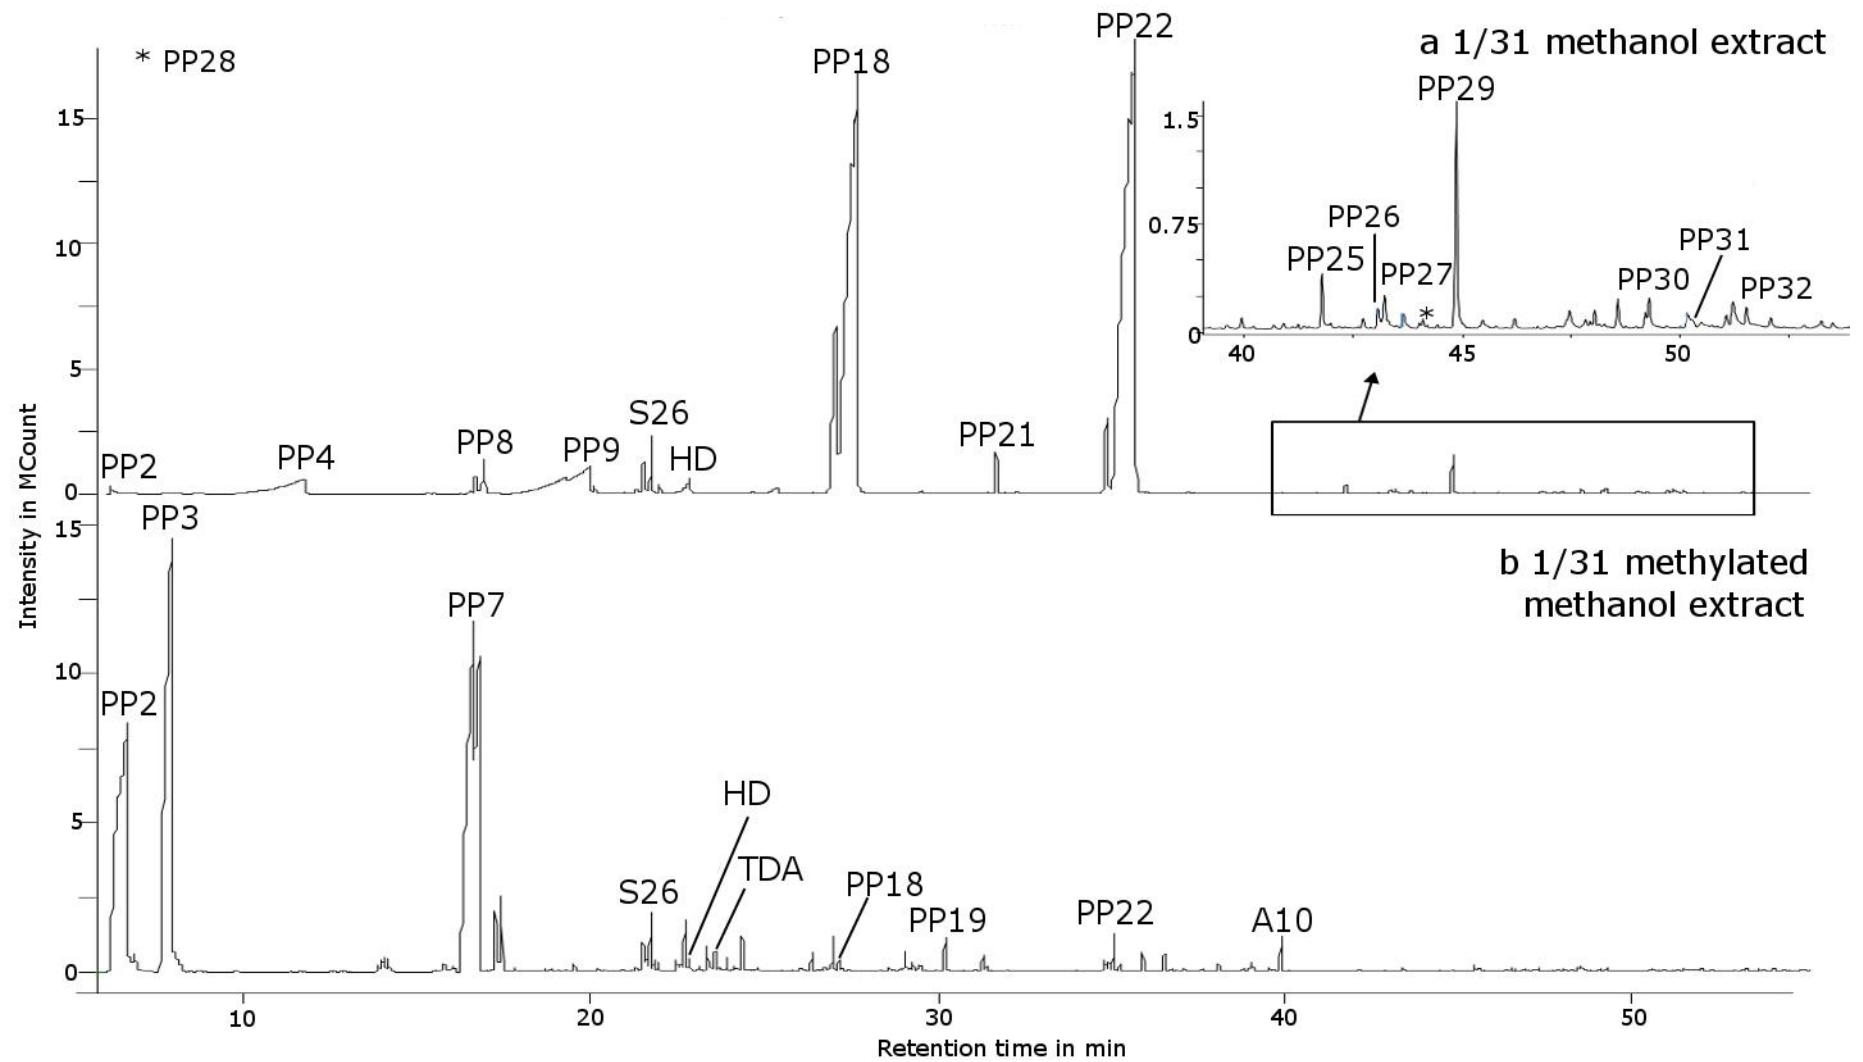 * PP28
PP18
PP22
a 1/31 methanol extract
PP29
1.5
PP26
0.75
PP25
PP27
*
PP30
PP31
PP32
0
40
45
50
15
10
5
0
PP2
PP4
PP8
S26
PP9
HD
PP21
Intensity in MCount
15
10
5
0
PP3
b 1/31 methylated
methanol extract
PP7
PP2
HD
TDA
S26
PP18
PP19
PP22
A10
10
20
30
40
50
Retention time in min